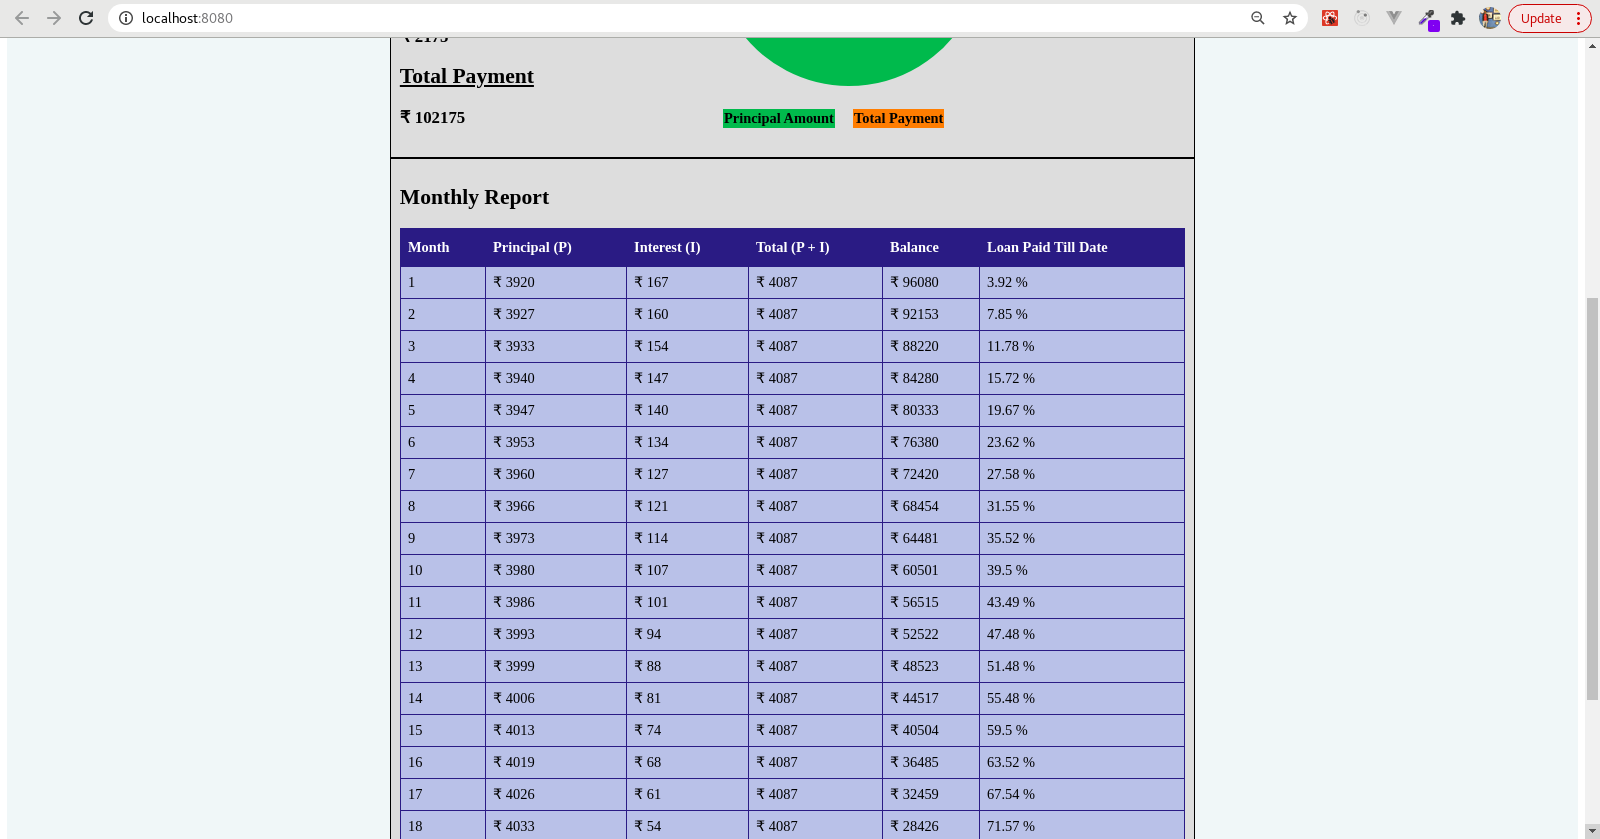 localhost:8080
Update
₹ 2175
Total Payment
₹ 102175
Principal Amount Total Payment
Monthly Report
Month Principal (P) Interest (I) Total (P + I) Balance Loan Paid Till Date
1 ₹ 3920 ₹ 167 ₹ 4087 ₹ 96080 3.92 %
2 ₹ 3927 ₹ 160 ₹ 4087 ₹ 92153 7.85 %
3 ₹ 3933 ₹ 154 ₹ 4087 ₹ 88220 11.78 %
4 ₹ 3940 ₹ 147 ₹ 4087 ₹ 84280 15.72 %
5 ₹ 3947 ₹ 140 ₹ 4087 ₹ 80333 19.67 %
6 ₹ 3953 ₹ 134 ₹ 4087 ₹ 76380 23.62 %
7 ₹ 3960 ₹ 127 ₹ 4087 ₹ 72420 27.58 %
8 ₹ 3966 ₹ 121 ₹ 4087 ₹ 68454 31.55 %
9 ₹ 3973 ₹ 114 ₹ 4087 ₹ 64481 35.52 %
10 ₹ 3980 ₹ 107 ₹ 4087 ₹ 60501 39.5 %
11 ₹ 3986 ₹ 101 ₹ 4087 ₹ 56515 43.49 %
12 ₹ 3993 ₹ 94 ₹ 4087 ₹ 52522 47.48 %
13 ₹ 3999 ₹ 88 ₹ 4087 ₹ 48523 51.48 %
14 ₹ 4006 ₹ 81 ₹ 4087 ₹ 44517 55.48 %
15 ₹ 4013 ₹ 74 ₹ 4087 ₹ 40504 59.5 %
16 ₹ 4019 ₹ 68 ₹ 4087 ₹ 36485 63.52 %
17 ₹ 4026 ₹ 61 ₹ 4087 ₹ 32459 67.54 %
18 ₹ 4033 ₹ 54 ₹ 4087 ₹ 28426 71.57 %